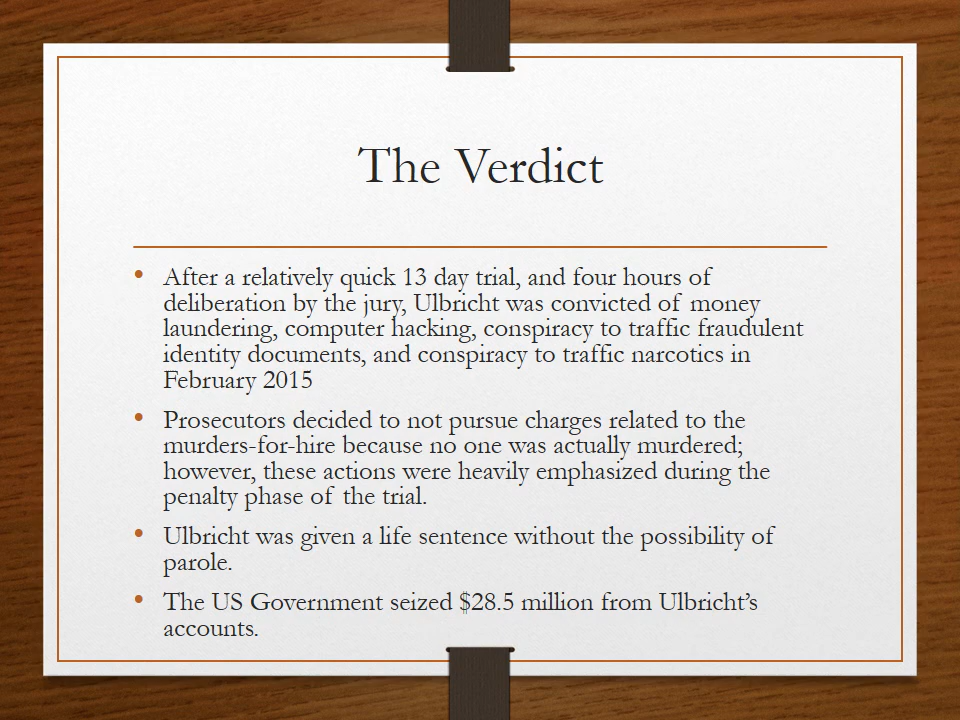 The Verdict
• After a relatively quick 13 day trial, and four hours of
deliberation by the jury, Ulbricht was convicted of money
laundering, computer hacking, conspiracy to traffic fraudulent
identity documents, and conspiracy to traffic narcotics in
February 2015
• Prosecutors decided to not pursue charges related to the
murders-for-hire because no one was actually murdered;
however, these actions were heavily emphasized during the
penalty phase of the trial.
• Ulbricht was given a life sentence without the possibility of
parole.
• The US Government seized $28.5 million from Ulbricht’s
accounts.